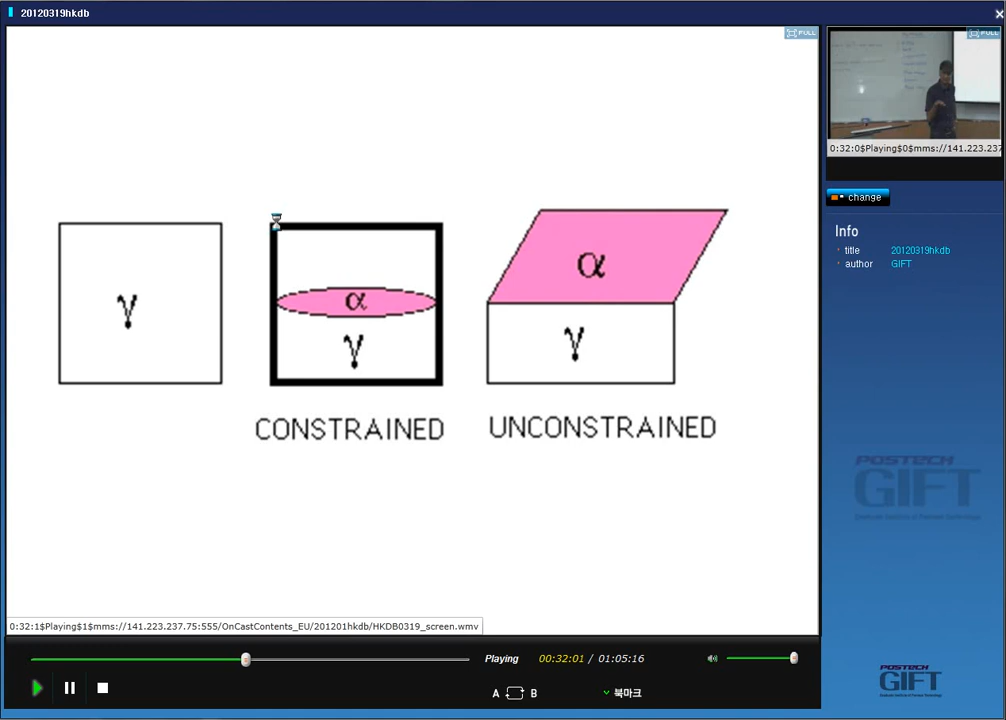 20120319hkdb
FULL
FULL
0:32:0$Playing$0$mms://141.223.237
change
Info
title 20120319hkdb
author GIFT
γ
α
γ
α
γ
CONSTRAINED
UNCONSTRAINED
POSTECH
GIFT
0:32:1$Playing$1$mms://141.223.237.75:555/OnCastContents_EU/201201hkdb/HKDB0319_screen.wmv
Playing 00:32:01 / 01:05:16
A B
북마크
POSTECH
GIFT